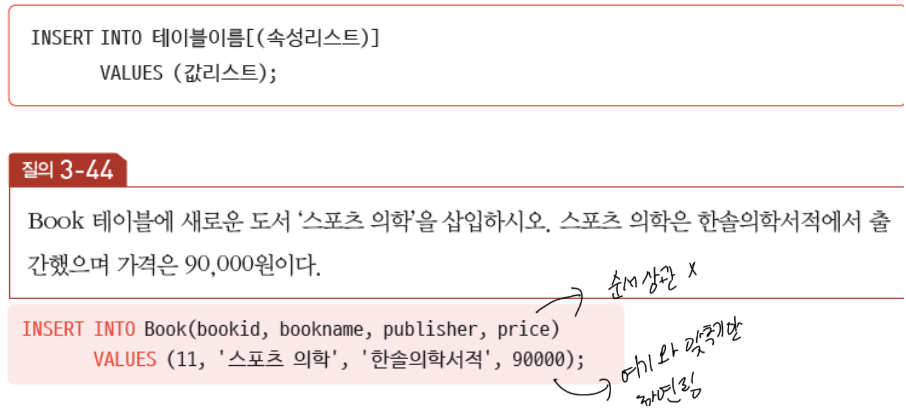 INSERT INTO 테이블이름[(속성리스트)]
VALUES (값리스트);
질의 3-44
Book 테이블에 새로운 도서 ‘스포츠 의학’을 삽입하시오. 스포츠 의학은 한솔의학서적에서 출
간했으며 가격은 90,000원이다.
순서 상관 X
INSERT INTO Book(bookid, bookname, publisher, price)
VALUES (11, '스포츠 의학', '한솔의학서적', 90000);
여기와 맞추기만